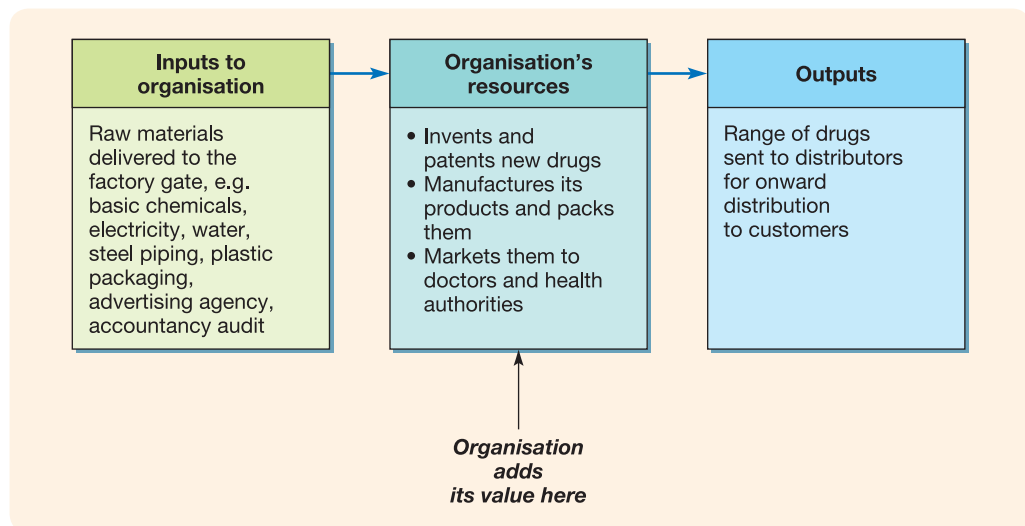 Inputs to
organisation
Raw materials
delivered to the
factory gate, e.g.
basic chemicals,
electricity, water,
steel piping, plastic
packaging,
advertising agency,
accountancy audit
Organisation's
resources
• Invents and
patents new drugs
• Manufactures its
products and packs
them
• Markets them to
doctors and health
authorities
Outputs
Range of drugs
sent to distributors
for onward
distribution
to customers
Organisation
adds
its value here